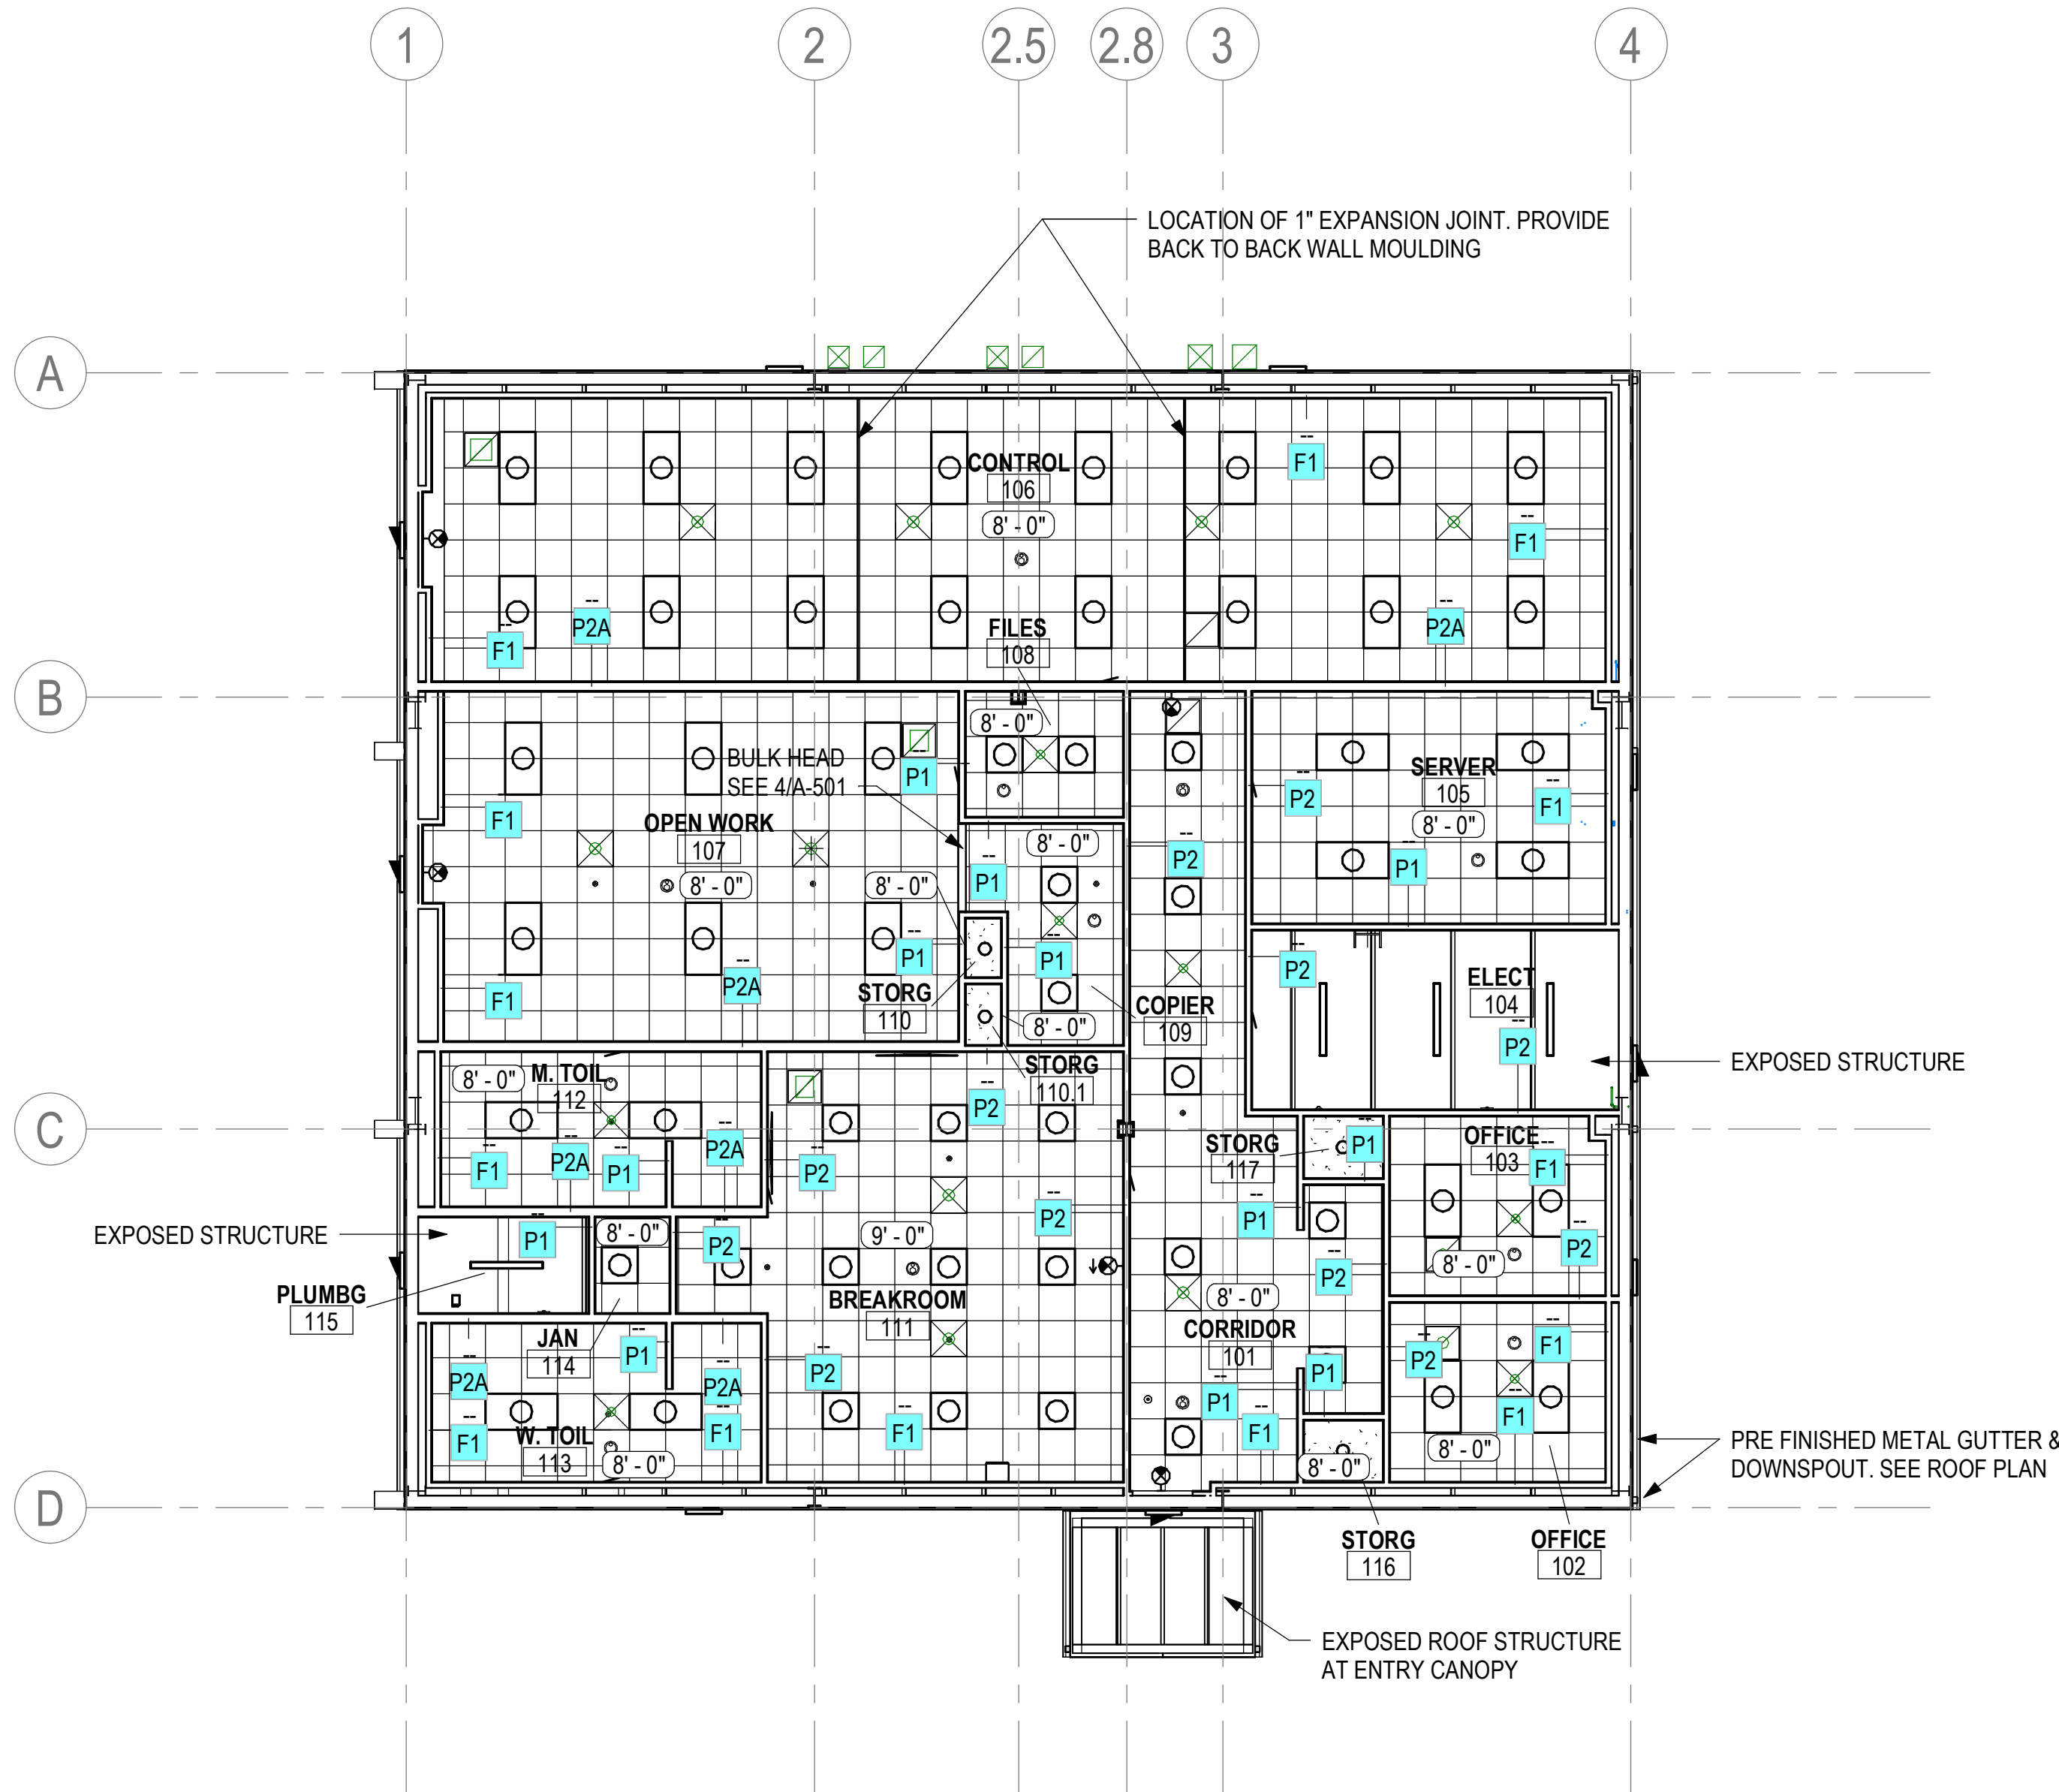 1
2
2.5
2.8
3
4
LOCATION OF 1" EXPANSION JOINT. PROVIDE
BACK TO BACK WALL MOULDING
A
CONTROL
106
8' - 0"
--
F1
--
F1
--
F1
--
P2A
FILES
108
--
P2A
B
8' - 0"
BULK HEAD
SEE 4/A-501
--
P1
SERVER
105
8' - 0"
--
P2
--
F1
--
F1
OPEN WORK
107
8' - 0"
8' - 0"
8' - 0"
--
P1
--
P2
--
P1
--
P1
--
P1
--
P2
--
F1
--
P2A
STORG
110
8' - 0"
COPIER
109
ELECT
104
--
P2
EXPOSED STRUCTURE
8' - 0"
M. TOIL
112
STORG
110.1
--
P2
C
--
F1
--
P2A
--
P1
--
P2A
--
P2
STORG
117
--
P1
OFFICE
103
--
F1
EXPOSED STRUCTURE
--
P1
8' - 0"
--
P2
9' - 0"
--
P2
--
P1
--
P2
8' - 0"
--
P2
PLUMBG
115
BREAKROOM
111
8' - 0"
CORRIDOR
101
JAN
114
--
P1
--
P2A
--
P2A
--
P2
--
P1
--
P1
--
P2
--
F1
--
F1
W. TOIL
113
8' - 0"
--
F1
--
F1
--
F1
8' - 0"
--
F1
8' - 0"
PRE FINISHED METAL GUTTER &
DOWNSPOUT. SEE ROOF PLAN
D
STORG
116
OFFICE
102
EXPOSED ROOF STRUCTURE
AT ENTRY CANOPY